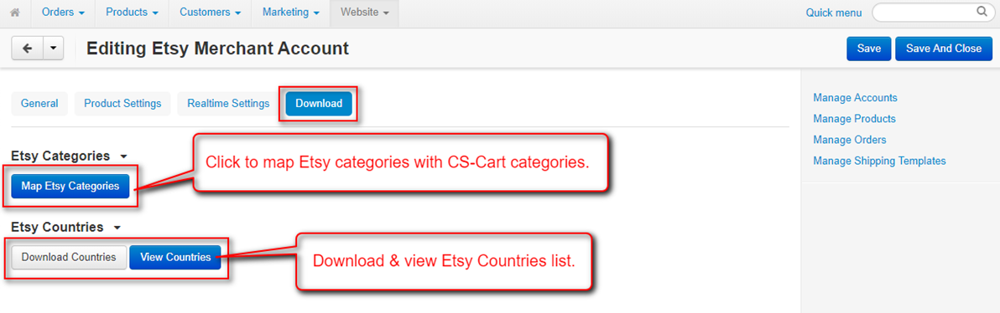 Orders Products Customers Marketing Website Quick menu
Editing Etsy Merchant Account Save Save And Close
General Product Settings Realtime Settings Download
Manage Accounts
Manage Products
Manage Orders
Manage Shipping Templates
Etsy Categories
Map Etsy Categories
Click to map Etsy categories with CS-Cart categories.
Etsy Countries
Download Countries View Countries
Download & view Etsy Countries list.